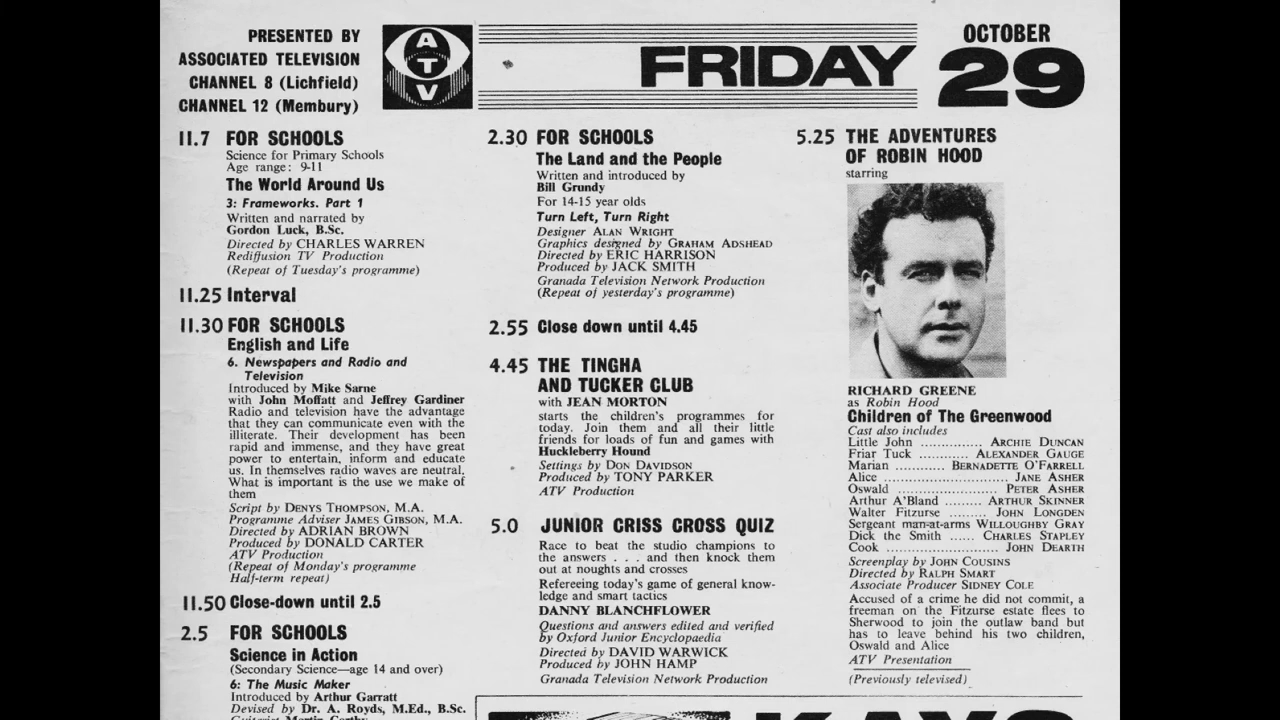 PRESENTED BY
ASSOCIATED TELEVISION
CHANNEL 8 (Lichfield)
CHANNEL 12 (Membury)
ATV
FRIDAY
OCTOBER
29
11.7 FOR SCHOOLS
Science for Primary Schools
Age range: 9-11
The World Around Us
3: Frameworks. Part 1
Written and narrated by
Gordon Luck, B.Sc.
Directed by CHARLES WARREN
Rediffusion TV Production
(Repeat of Tuesday's programme)
11.25 Interval
11.30 FOR SCHOOLS
English and Life
6. Newspapers and Radio and
Television
Introduced by Mike Sarne
with John Moffatt and Jeffrey Gardiner
Radio and television have the advantage
that they can communicate even with the
illiterate. Their development has been
rapid and immense, and they have great
power to entertain, inform and educate
us. In themselves radio waves are neutral.
What is important is the use we make of
them
Script by DENYS THOMPSON, M.A.
Programme Adviser JAMES GIBSON, M.A.
Directed by ADRIAN BROWN
Produced by DONALD CARTER
ATV Production
(Repeat of Monday's programme
Half-term repeat)
11.50 Close-down until 2.5
2.5 FOR SCHOOLS
Science in Action
(Secondary Science—age 14 and over)
6: The Music Maker
Introduced by Arthur Garratt
Devised by Dr. A. Royds, M.Ed., B.Sc.
Guitarist Martin Carthy
2.30 FOR SCHOOLS
The Land and the People
Written and introduced by
Bill Grundy
For 14-15 year olds
Turn Left, Turn Right
Designer ALAN WRIGHT
Graphics designed by GRAHAM ADSHEAD
Directed by ERIC HARRISON
Produced by JACK SMITH
Granada Television Network Production
(Repeat of yesterday's programme)
2.55 Close down until 4.45
4.45 THE TINGHA
AND TUCKER CLUB
with JEAN MORTON
starts the children's programmes for
today. Join them and all their little
friends for loads of fun and games with
Huckleberry Hound
Settings by DON DAVIDSON
Produced by TONY PARKER
ATV Production
5.0 JUNIOR CRISS CROSS QUIZ
Race to beat the studio champions to
the answers . . . and then knock them
out at noughts and crosses
Refereeing today's game of general know-
ledge and smart tactics
DANNY BLANCHFLOWER
Questions and answers edited and verified
by Oxford Junior Encyclopaedia
Directed by DAVID WARWICK
Produced by JOHN HAMP
Granada Television Network Production
5.25 THE ADVENTURES
OF ROBIN HOOD
starring
RICHARD GREENE
as Robin Hood
Children of The Greenwood
Cast also includes
Little John .............. ARCHIE DUNCAN
Friar Tuck ......... ALEXANDER GAUGE
Marian ........... BERNADETTE O'FARRELL
Alice ............................ JANE ASHER
Oswald ...................... PETER ASHER
Arthur A'Bland ........ ARTHUR SKINNER
Walter Fitzurse ......... JOHN LONGDEN
Sergeant man-at-arms WILLOUGHBY GRAY
Dick the Smith ...... CHARLES STAPLEY
Cook ......................... JOHN DEARTH
Screenplay by JOHN COUSINS
Directed by RALPH SMART
Associate Producer SIDNEY COLE
Accused of a crime he did not commit, a
freeman on the Fitzurse estate flees to
Sherwood to join the outlaw band but
has to leave behind his two children,
Oswald and Alice
ATV Presentation
(Previously televised)
KAYS